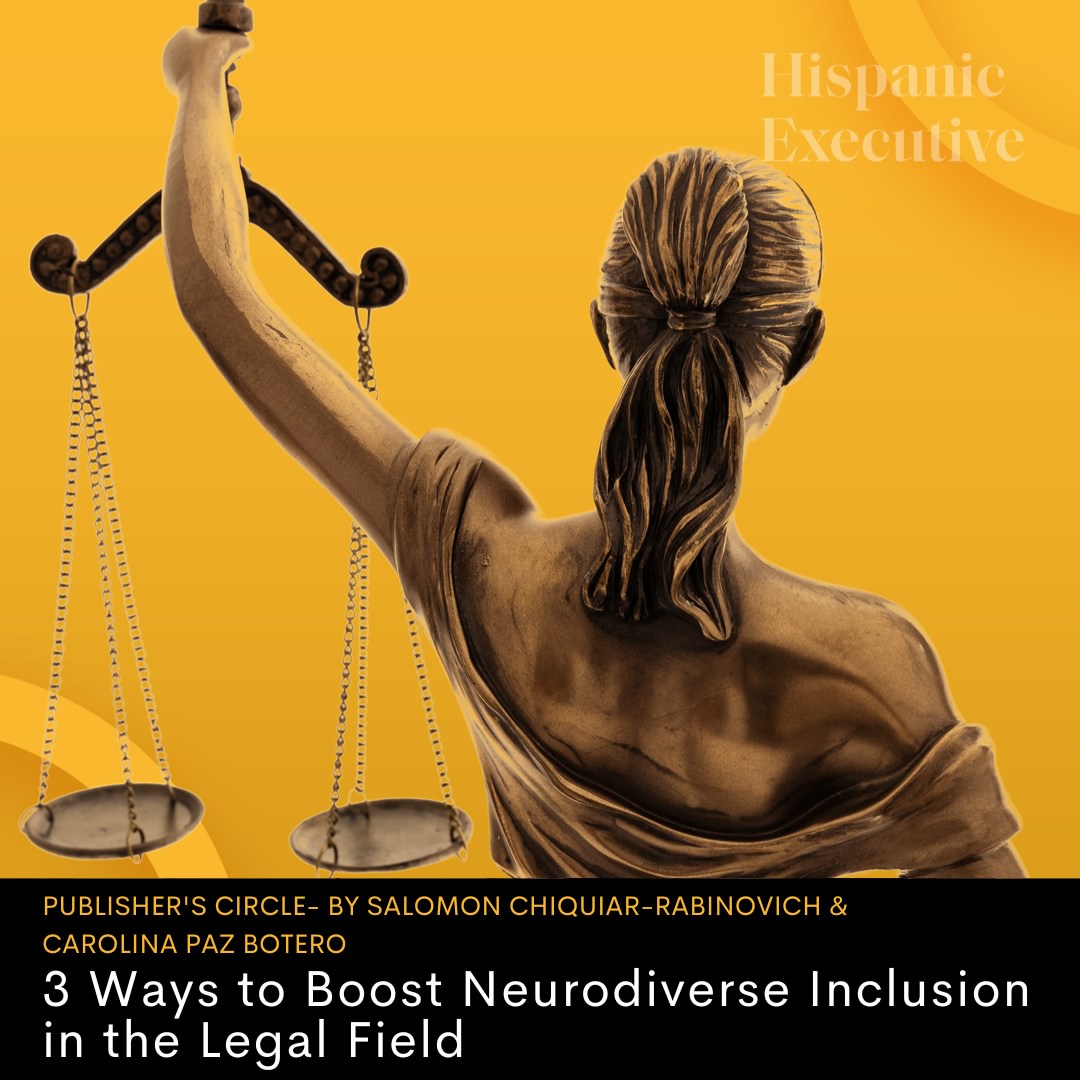 Hispanic
Executive
PUBLISHER'S CIRCLE- BY SALOMON CHIQUIAR-RABINOVICH &
CAROLINA PAZ BOTERO
3 Ways to Boost Neurodiverse Inclusion
in the Legal Field